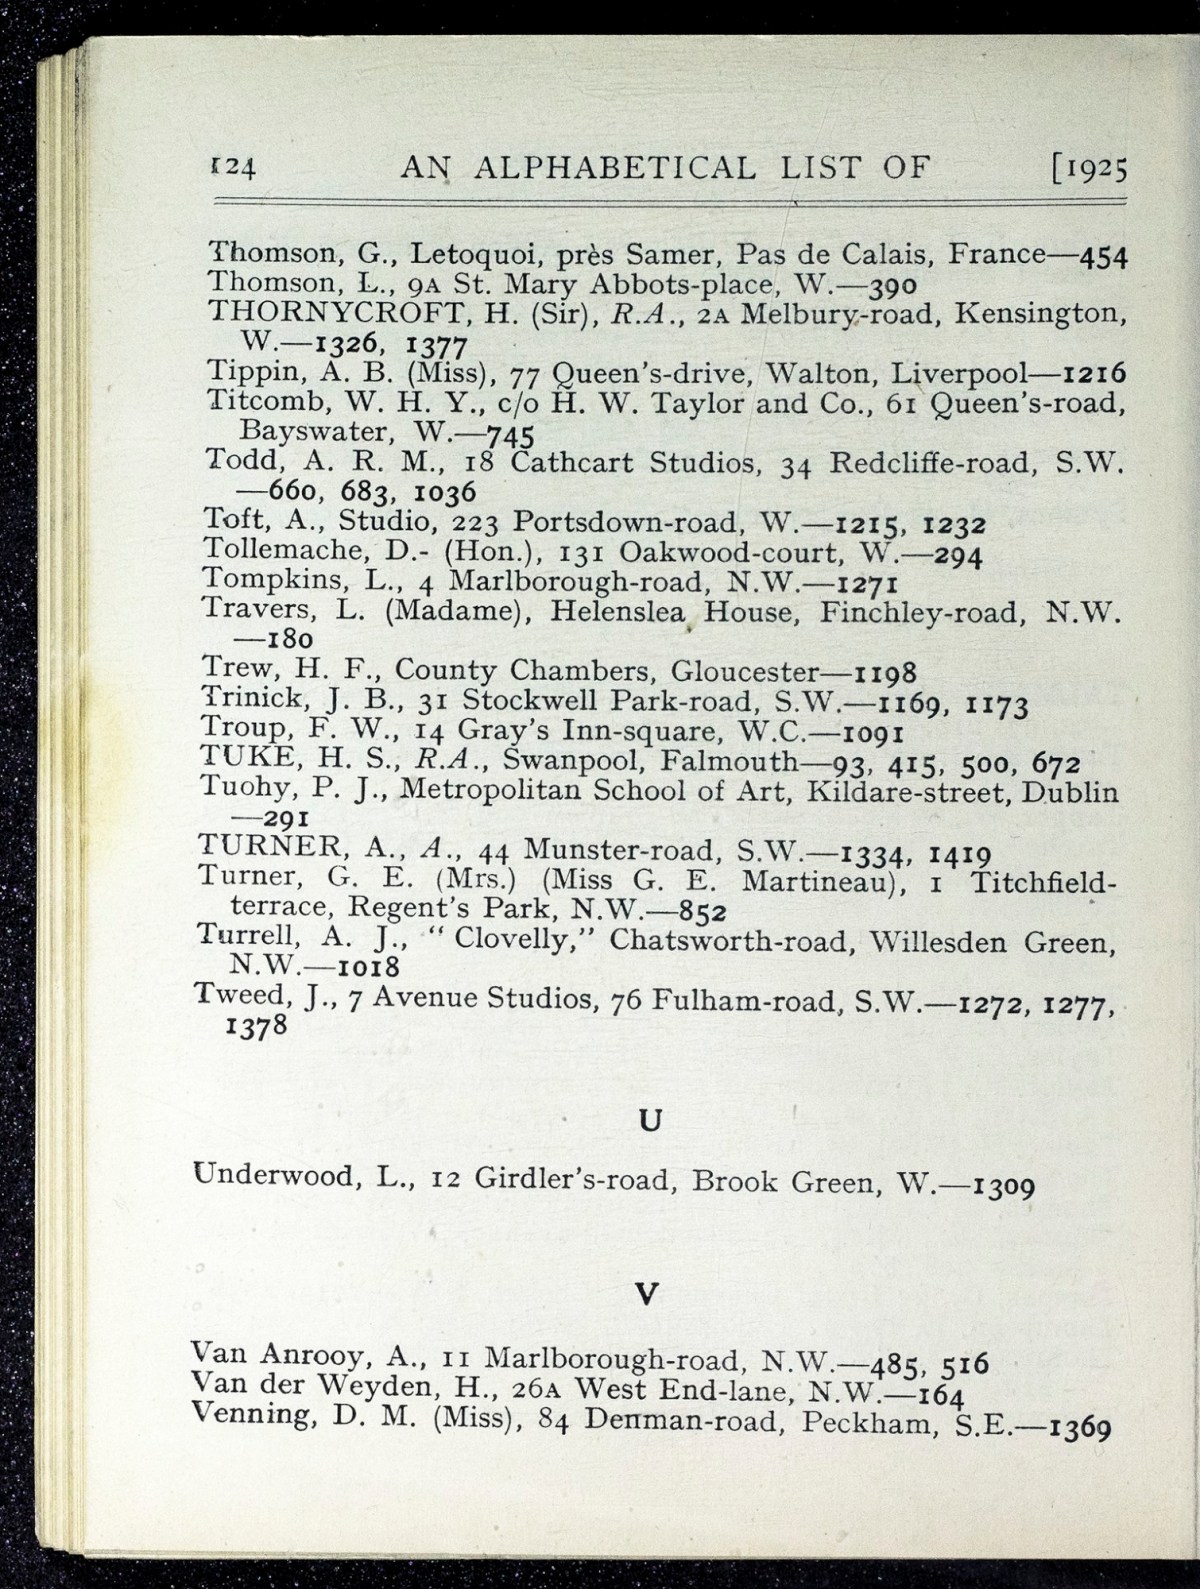 124 AN ALPHABETICAL LIST OF [1925
Thomson, G., Letoquoi, près Samer, Pas de Calais, France—454
Thomson, L., 9A St. Mary Abbots-place, W.—390
THORNYCROFT, H. (Sir), R.A., 2A Melbury-road, Kensington,
W.—1326, 1377
Tippin, A. B. (Miss), 77 Queen's-drive, Walton, Liverpool—1216
Titcomb, W. H. Y., c/o H. W. Taylor and Co., 61 Queen's-road,
Bayswater, W.—745
Todd, A. R. M., 18 Cathcart Studios, 34 Redcliffe-road, S.W.
—660, 683, 1036
Toft, A., Studio, 223 Portsdown-road, W.—1215, 1232
Tollemache, D.- (Hon.), 131 Oakwood-court, W.—294
Tompkins, L., 4 Marlborough-road, N.W.—1271
Travers, L. (Madame), Helenslea House, Finchley-road, N.W.
—180
Trew, H. F., County Chambers, Gloucester—1198
Trinick, J. B., 31 Stockwell Park-road, S.W.—1169, 1173
Troup, F. W., 14 Gray's Inn-square, W.C.—1091
TUKE, H. S., R.A., Swanpool, Falmouth—93, 415, 500, 672
Tuohy, P. J., Metropolitan School of Art, Kildare-street, Dublin
—291
TURNER, A., A., 44 Munster-road, S.W.—1334, 1419
Turner, G. E. (Mrs.) (Miss G. E. Martineau), 1 Titchfield-
terrace, Regent's Park, N.W.—852
Turrell, A. J., “ Clovelly,” Chatsworth-road, Willesden Green,
N.W.—1018
Tweed, J., 7 Avenue Studios, 76 Fulham-road, S.W.—1272, 1277,
1378
U
Underwood, L., 12 Girdler's-road, Brook Green, W.—1309
V
Van Anrooy, A., 11 Marlborough-road, N.W.—485, 516
Van der Weyden, H., 26A West End-lane, N.W.—164
Venning, D. M. (Miss), 84 Denman-road, Peckham, S.E.—1369